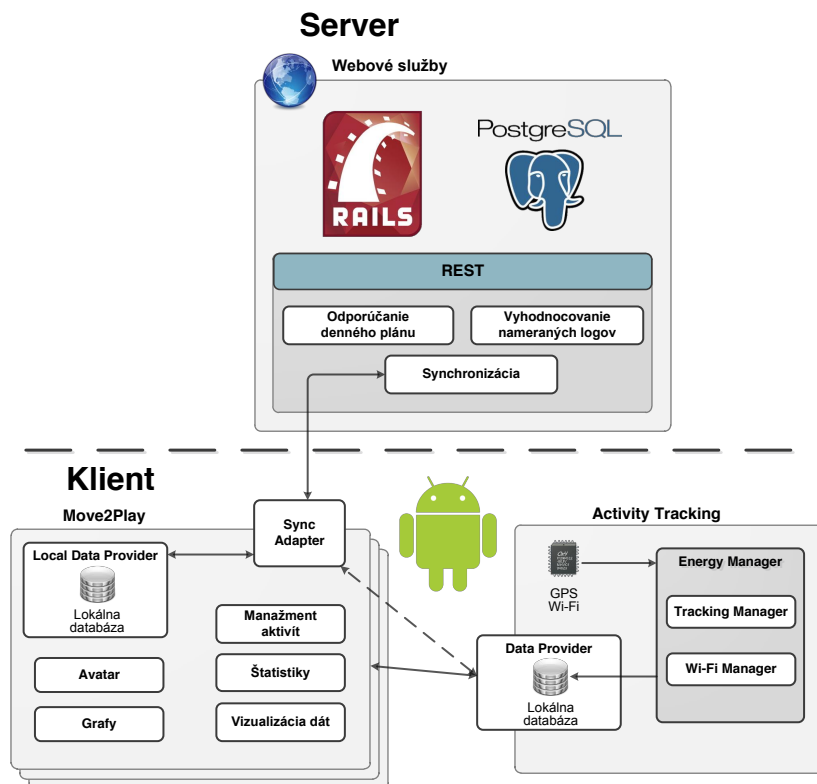 Server
Webové služby
RAILS
PostgreSQL
REST
Odporúčanie
denného plánu
Vyhodnocovanie
nameraných logov
Synchronizácia
Klient
Move2Play
Sync
Adapter
Activity Tracking
Local Data Provider
Lokálna
databáza
Manažment
aktivít
Avatar
Štatistiky
Grafy
Vizualizácia dát
GPS
Wi-Fi
Energy Manager
Tracking Manager
Wi-Fi Manager
Data Provider
Lokálna
databáza